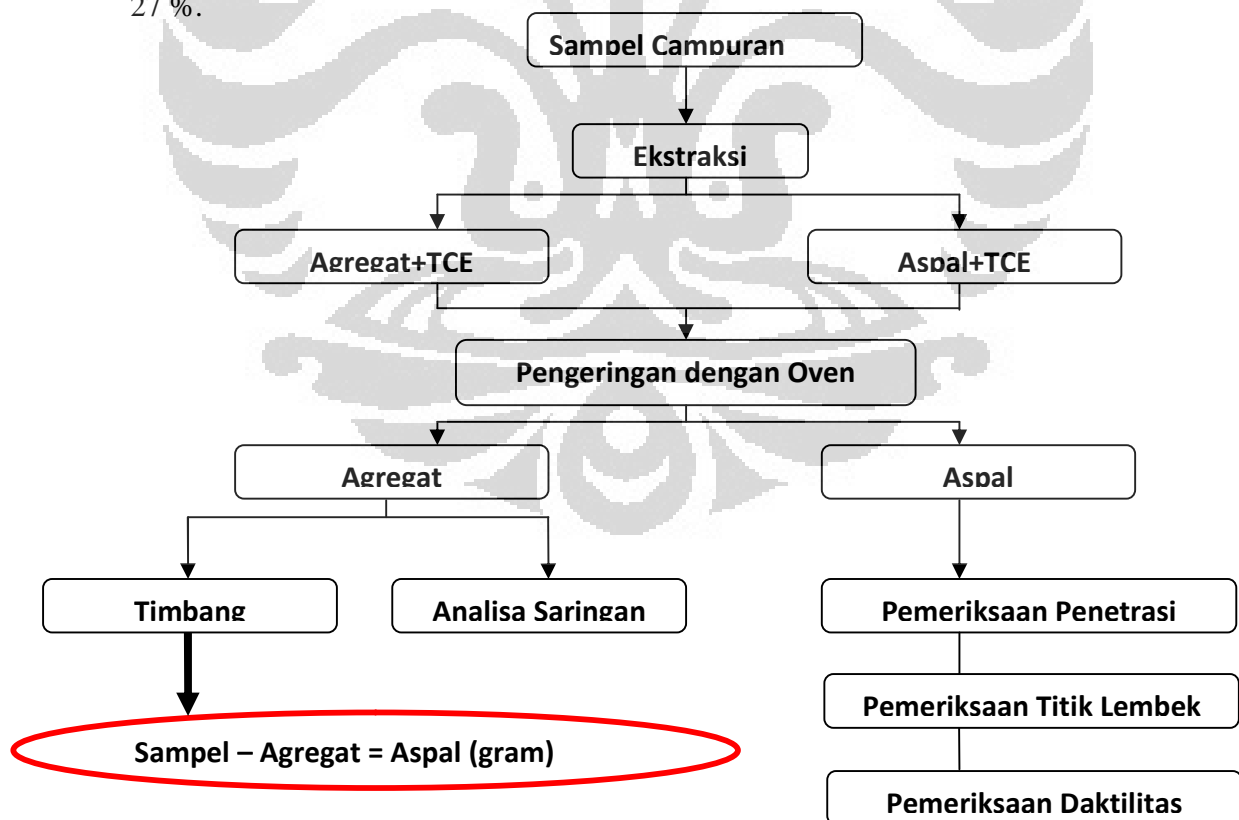 27 %.
Sampel Campuran
Ekstraksi
Agregat+TCE
Aspal+TCE
Pengeringan dengan Oven
Agregat
Aspal
Timbang
Analisa Saringan
Pemeriksaan Penetrasi
Pemeriksaan Titik Lembek
Sampel – Agregat = Aspal (gram)
Pemeriksaan Daktilitas